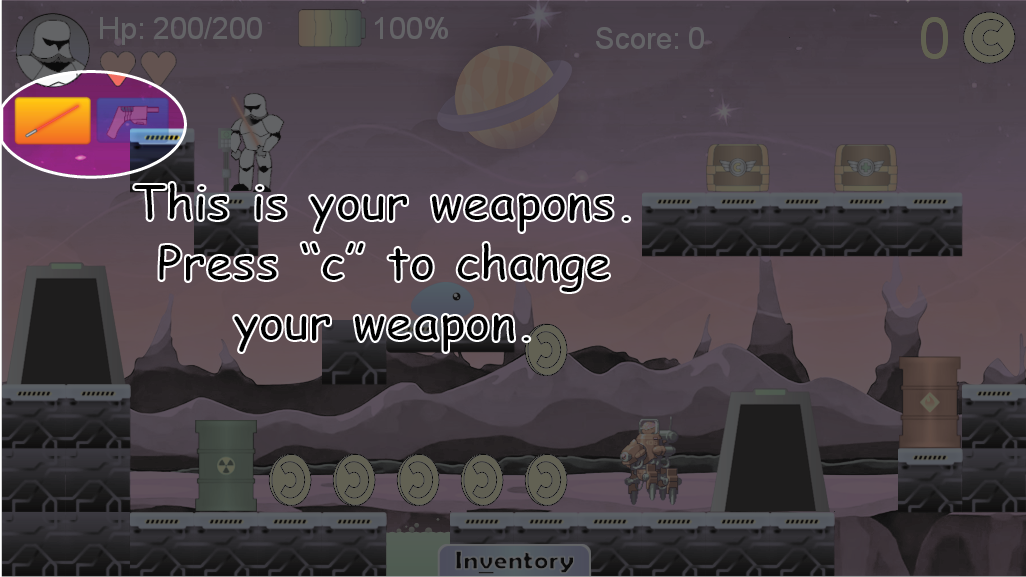 Hp: 200/200
100%
Score: 0
0
This is your weapons.
Press “c” to change
your weapon.
Inventory